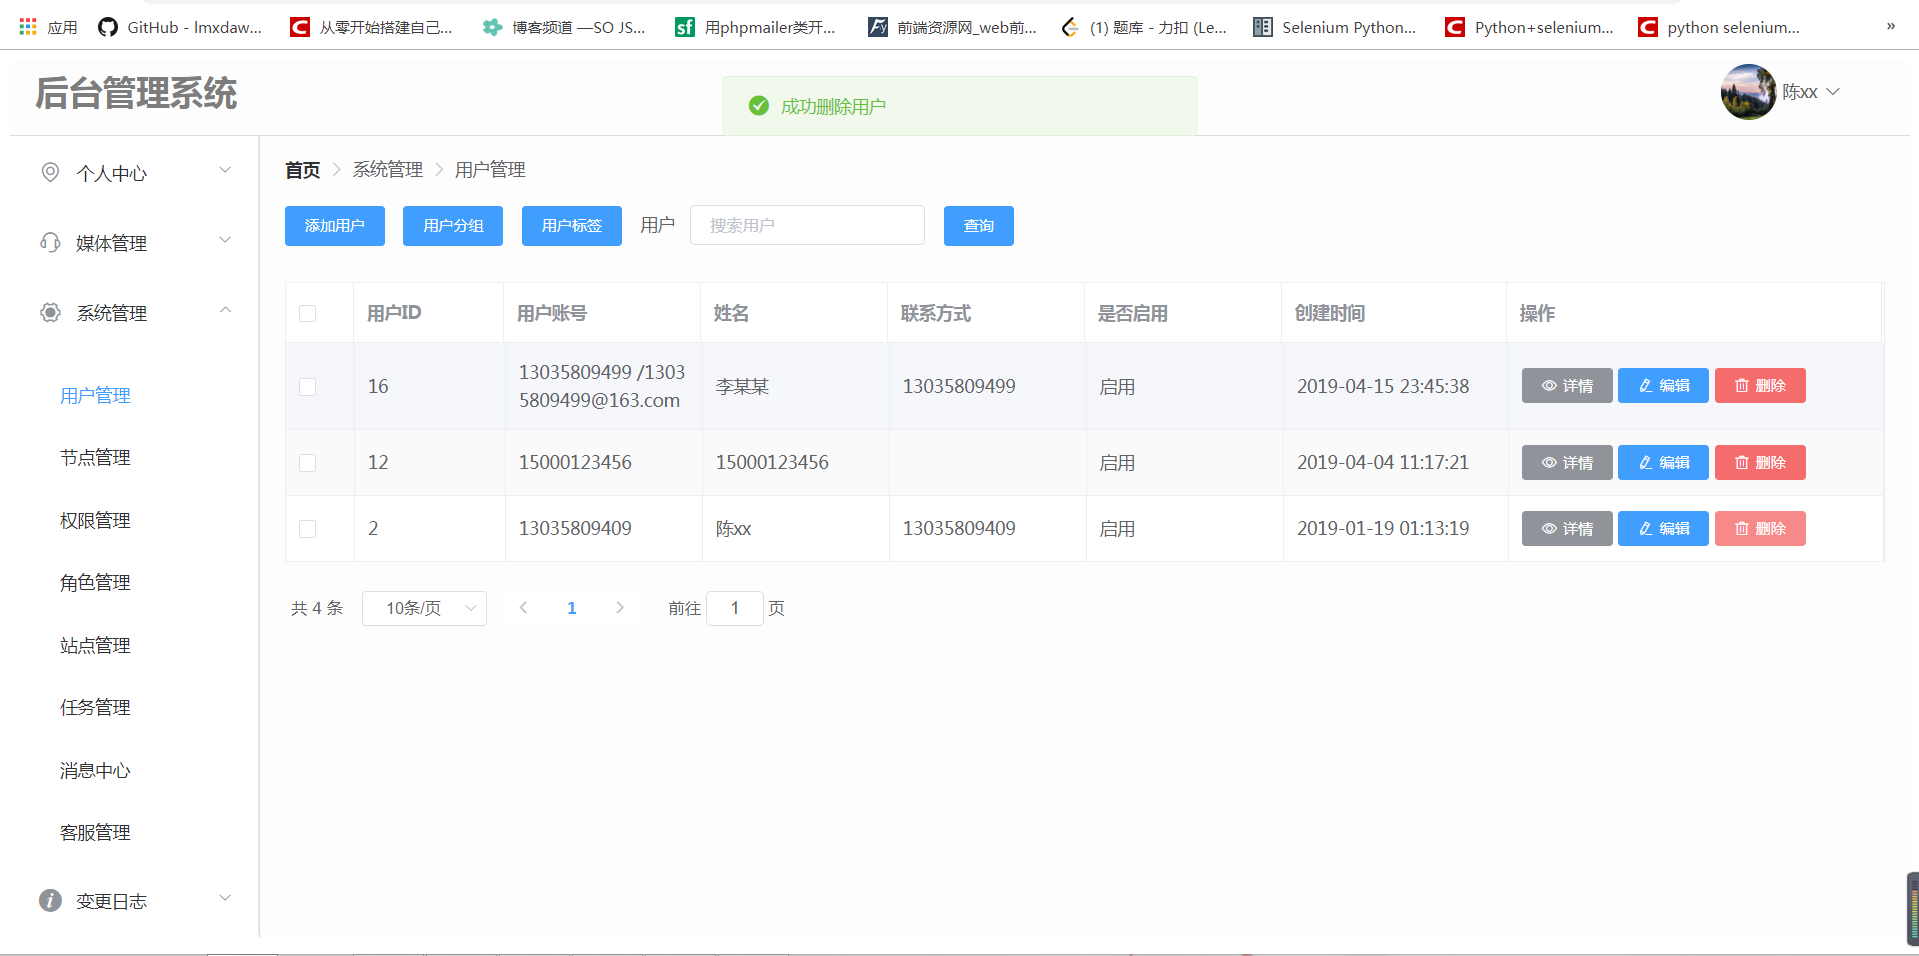 应用
GitHub - lmxdaw...
从零开始搭建自己...
博客频道 —SO JS...
用phpmailer类开...
前端资源网_web前...
(1) 题库 - 力扣 (Le...
Selenium Python...
Python+selenium...
python selenium...
»
后台管理系统
成功删除用户
陈xx
个人中心
媒体管理
系统管理
用户管理
节点管理
权限管理
角色管理
站点管理
任务管理
消息中心
客服管理
变更日志
首页 > 系统管理 > 用户管理
添加用户 用户分组 用户标签 用户 搜索用户 查询
用户ID 用户账号 姓名 联系方式 是否启用 创建时间 操作
16 13035809499 /1303 李某某 13035809499 启用 2019-04-15 23:45:38 详情 编辑 删除
5809499@163.com
12 15000123456 15000123456 启用 2019-04-04 11:17:21 详情 编辑 删除
2 13035809409 陈xx 13035809409 启用 2019-01-19 01:13:19 详情 编辑 删除
共 4 条 10条/页 1 前往 1 页